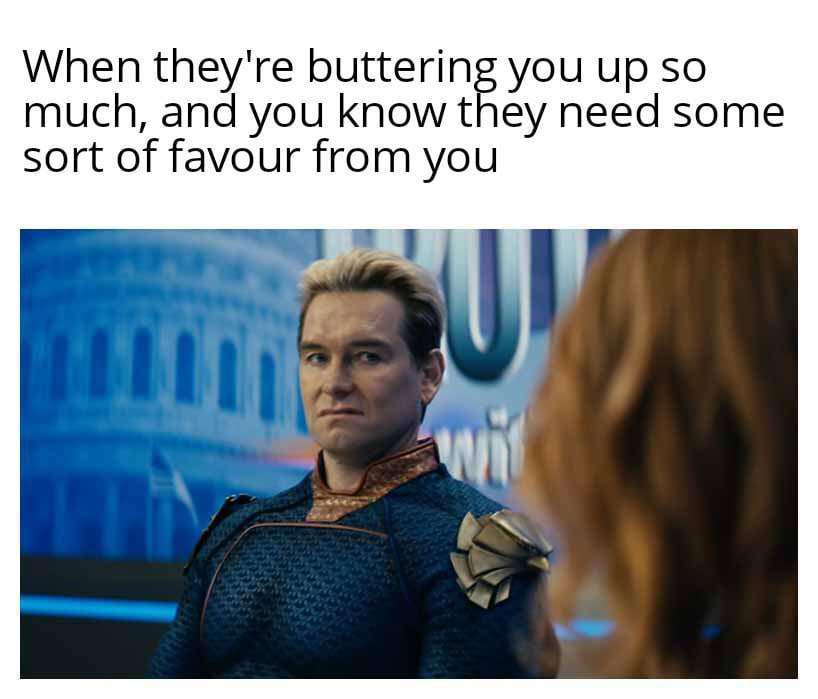 When they're buttering you up so
much, and you know they need some
sort of favour from you